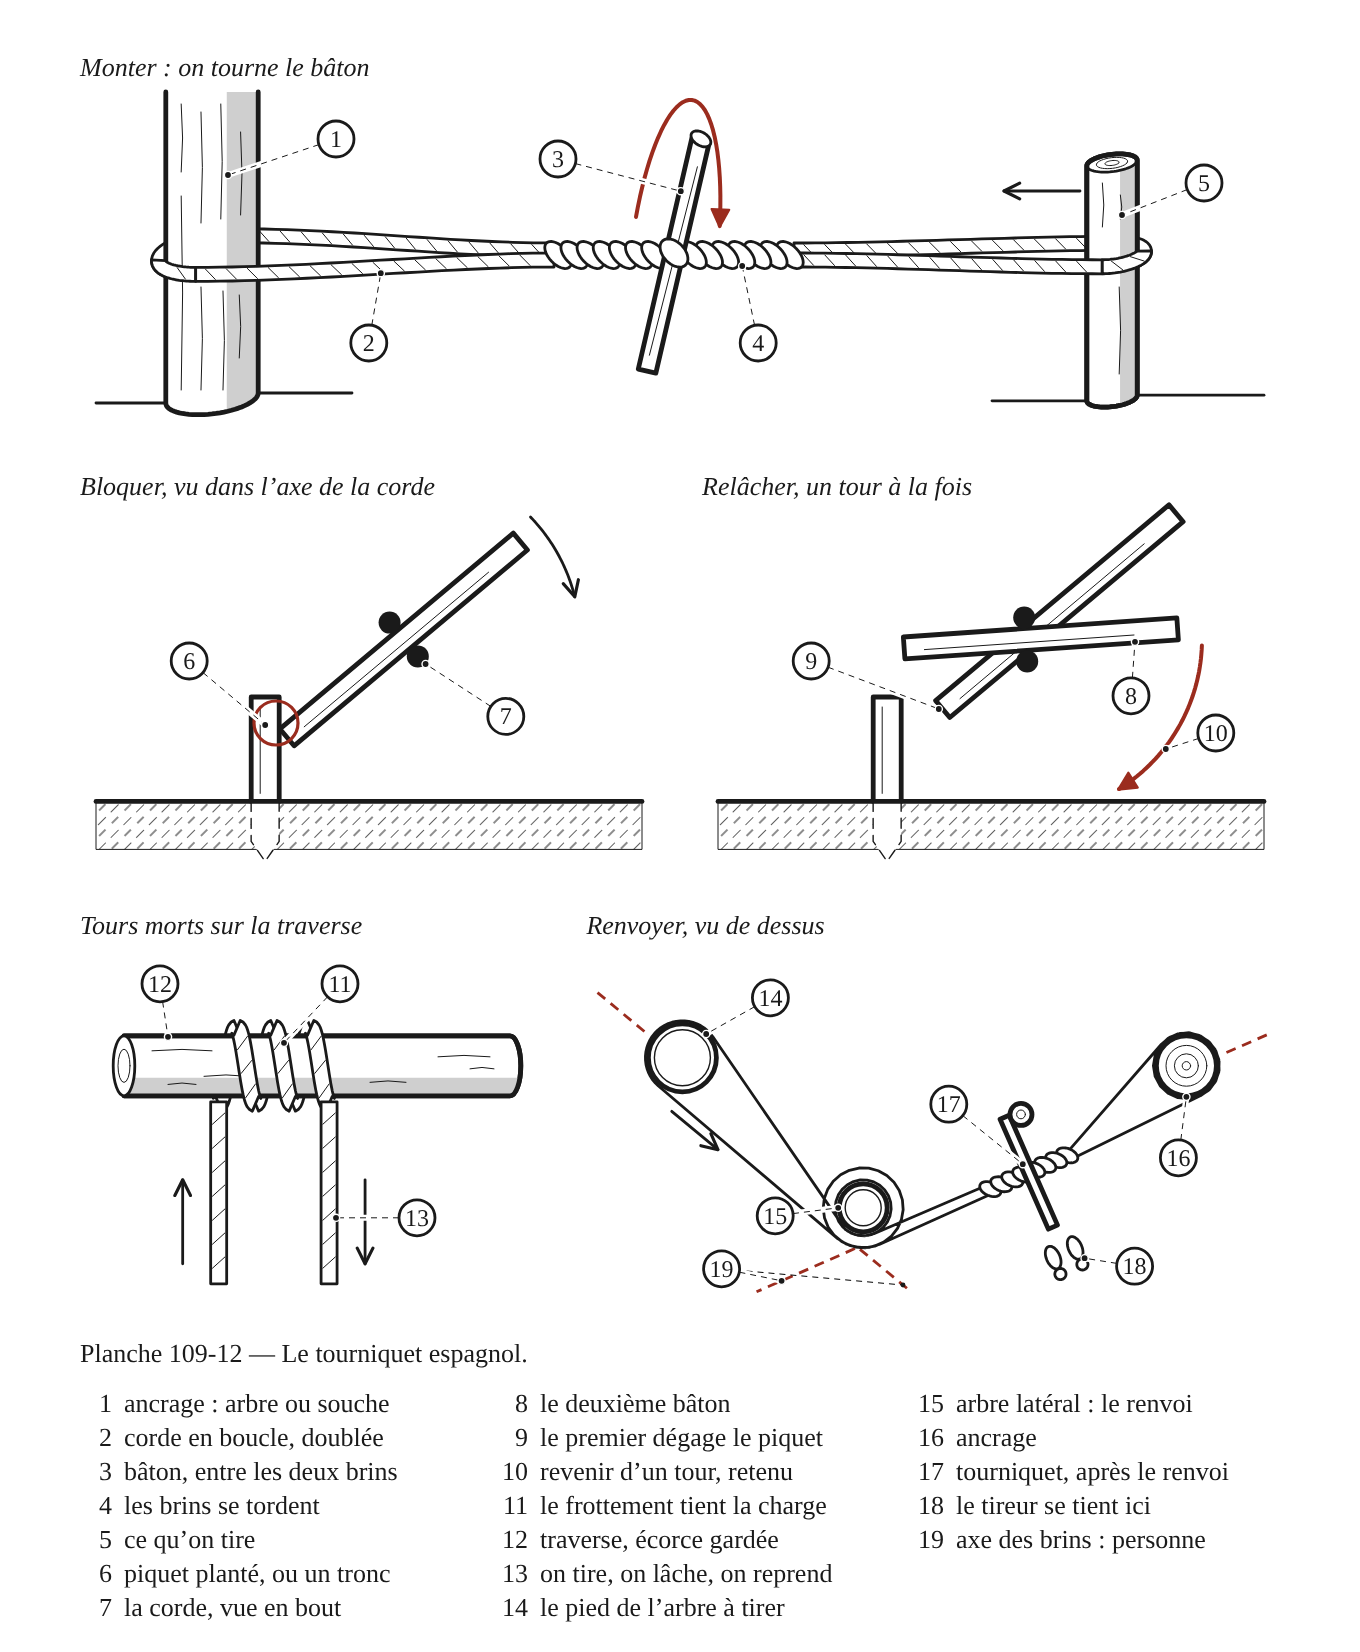 Monter : on tourne le bâton
1
3
5
2
4
Bloquer, vu dans l’axe de la corde
Relâcher, un tour à la fois
6
7
9
8
10
Tours morts sur la traverse
Renvoyer, vu de dessus
12
11
14
17
16
15
13
19
18
Planche 109-12 — Le tourniquet espagnol.
1 ancrage : arbre ou souche
2 corde en boucle, doublée
3 bâton, entre les deux brins
4 les brins se tordent
5 ce qu’on tire
6 piquet planté, ou un tronc
7 la corde, vue en bout
8 le deuxième bâton
9 le premier dégage le piquet
10 revenir d’un tour, retenu
11 le frottement tient la charge
12 traverse, écorce gardée
13 on tire, on lâche, on reprend
14 le pied de l’arbre à tirer
15 arbre latéral : le renvoi
16 ancrage
17 tourniquet, après le renvoi
18 le tireur se tient ici
19 axe des brins : personne